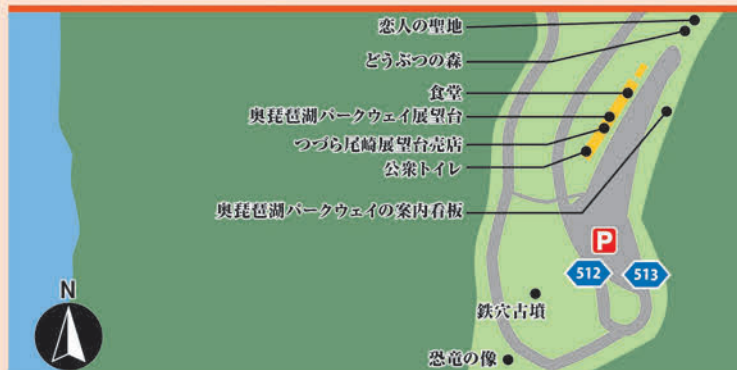 恋人の聖地
どうぶつの森
食堂
奥琵琶湖パークウェイ展望台
つづら尾崎展望台売店
公衆トイレ
奥琵琶湖パークウェイの案内看板
P
512 513
N
鉄穴古墳
恐竜の像